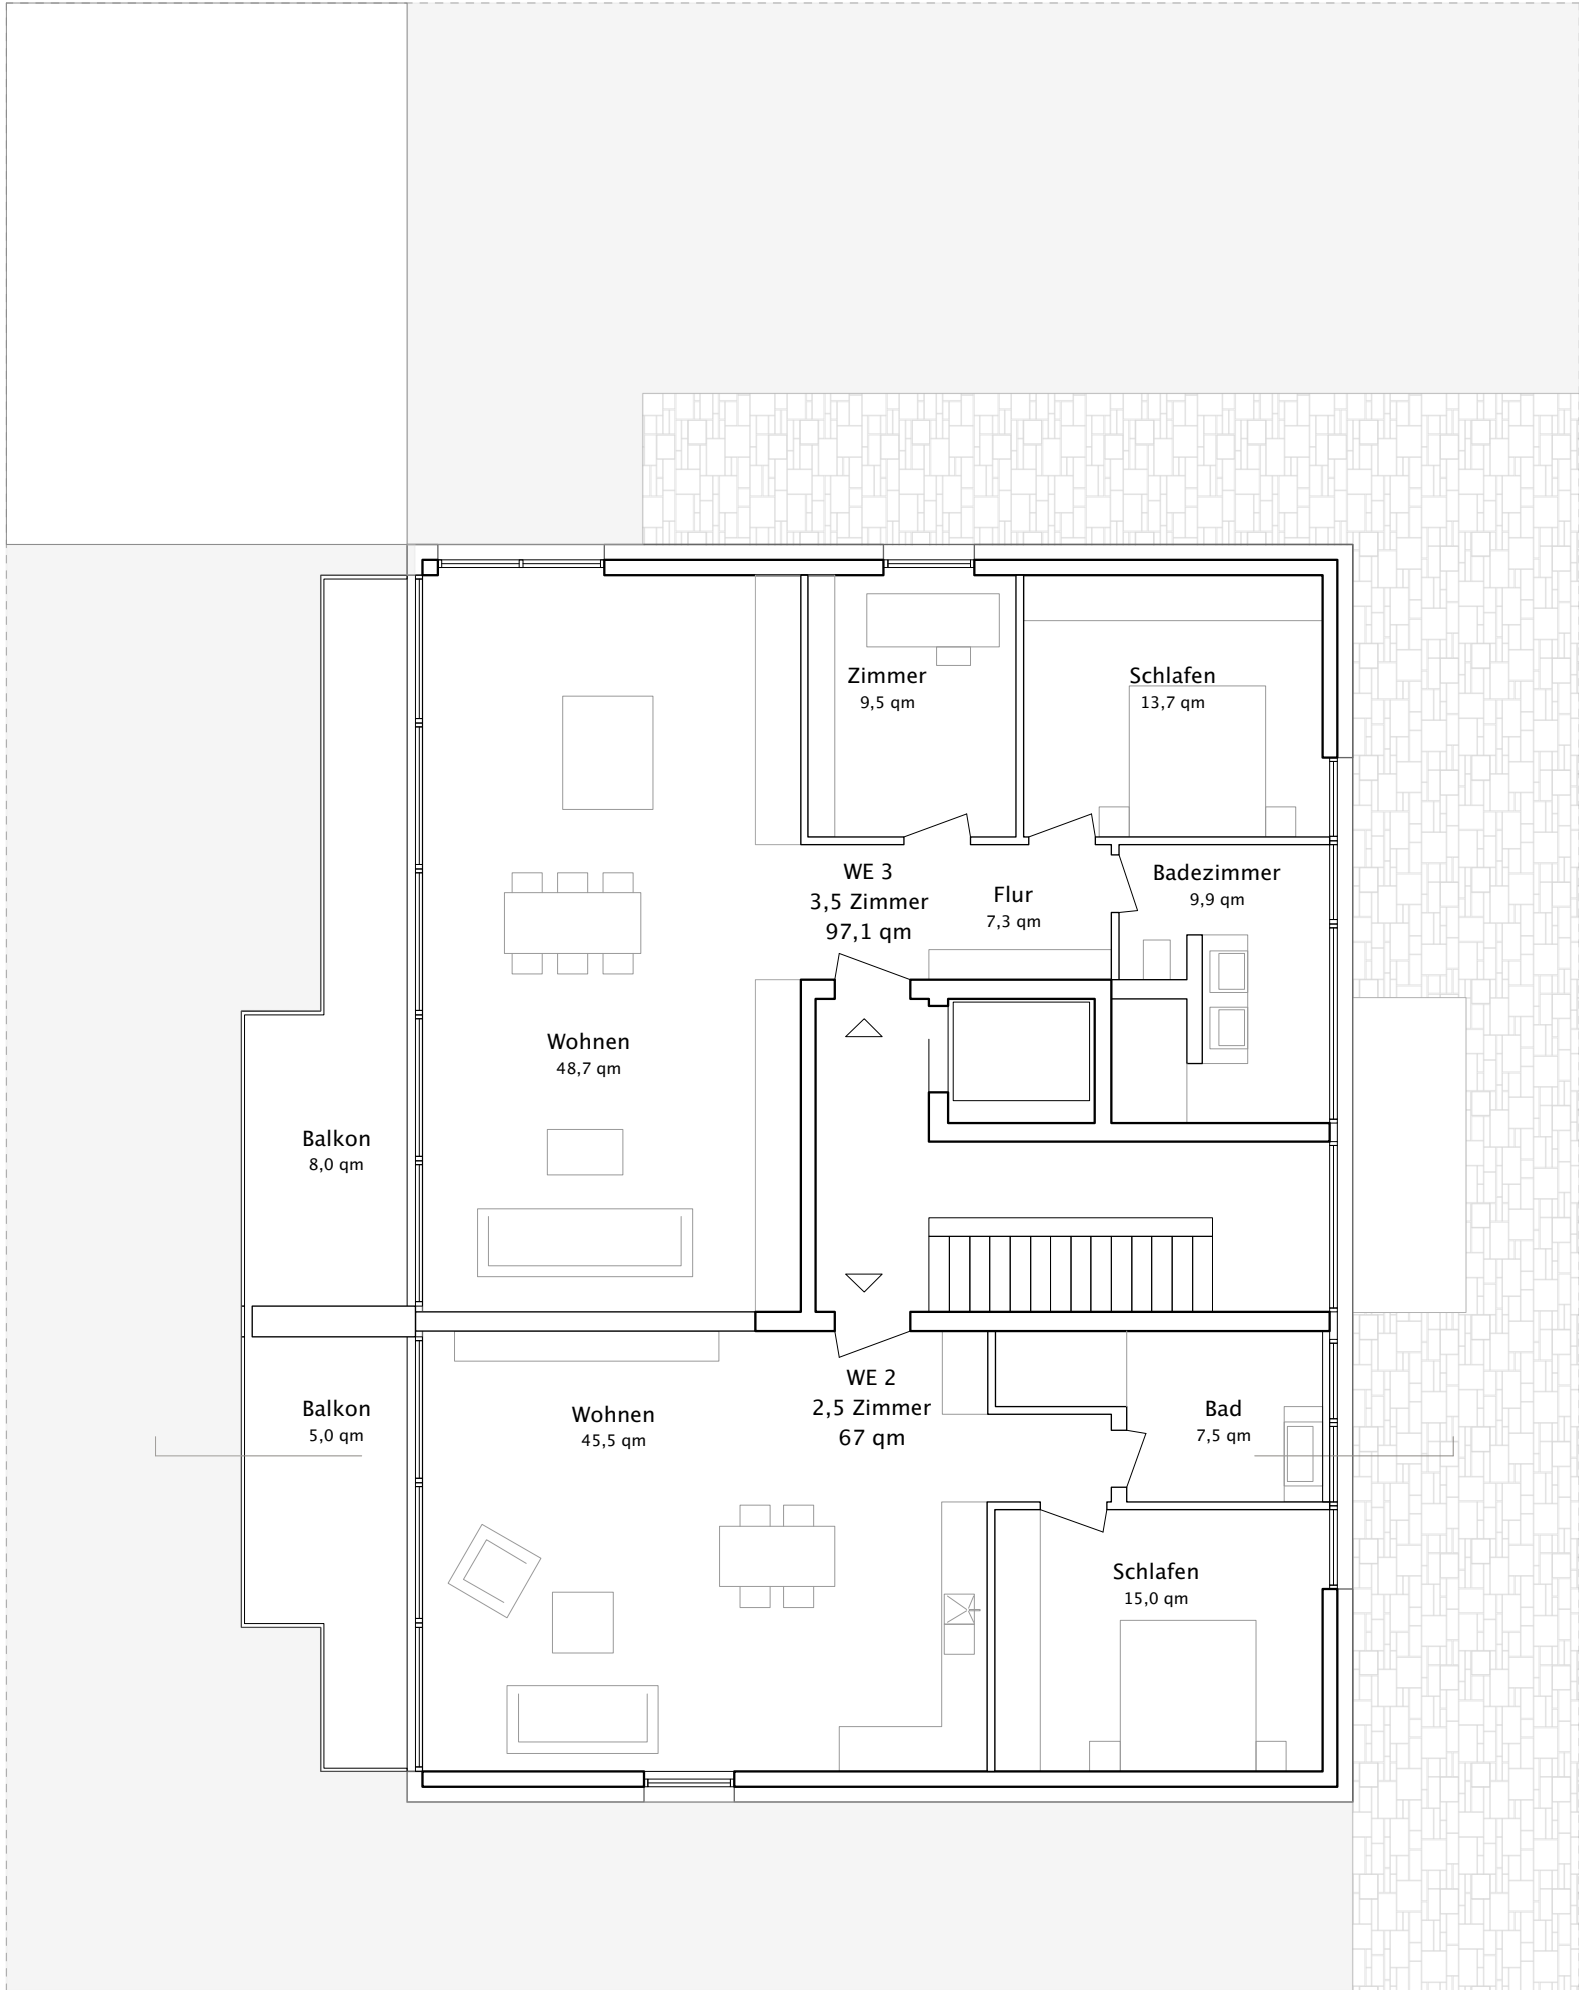 Zimmer
9,5 qm
Schlafen
13,7 qm
WE 3
3,5 Zimmer
97,1 qm
Flur
7,3 qm
Badezimmer
9,9 qm
Wohnen
48,7 qm
Balkon
8,0 qm
WE 2
2,5 Zimmer
67 qm
Balkon
5,0 qm
Wohnen
45,5 qm
Bad
7,5 qm
Schlafen
15,0 qm